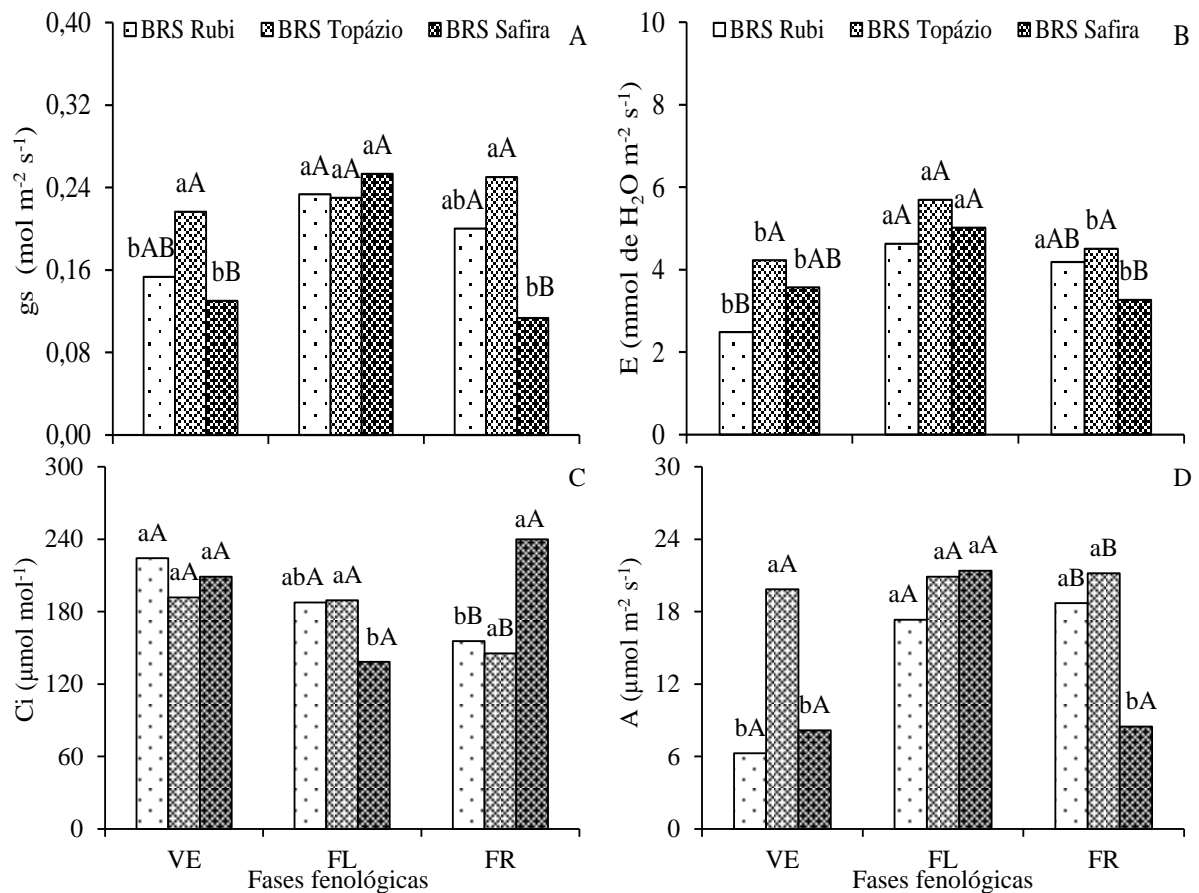 BRS Rubi BRS Topázio BRS Safira
A
gs (mol m⁻² s⁻¹)
0,40
0,32
0,24
0,16
0,08
0,00
bAB aA bB
aA aA aA
abA aA bB
BRS Rubi BRS Topázio BRS Safira
B
E (mmol de H₂O m⁻² s⁻¹)
10
8
6
4
2
0
bB bA bAB
aA aA aA
aAB bA bB
C
Ci (µmol mol⁻¹)
300
240
180
120
60
0
aA aA aA
abA aA bA
bB aB aA
VE FL FR
Fases fenológicas
D
A (µmol m⁻² s⁻¹)
30
24
18
12
6
0
bA aA bA
aA aA aA
aB aB bA
VE FL FR
Fases fenológicas